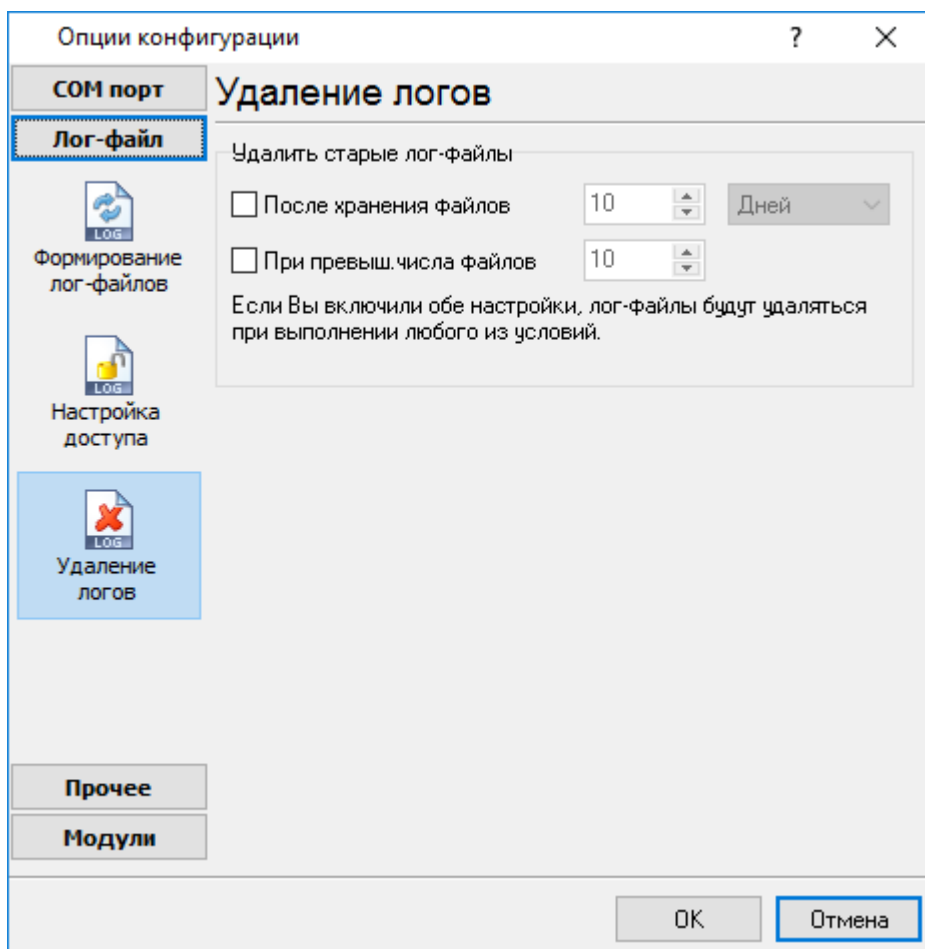 Опции конфигурации
?
COM порт
Лог-файл
LOG
Формирование
лог-файлов
LOG
Настройка
доступа
LOG
Удаление
логов
Прочее
Модули
Удаление логов
Удалить старые лог-файлы
После хранения файлов 10 Дней
При превыш.числа файлов 10
Если Вы включили обе настройки, лог-файлы будут удаляться
при выполнении любого из условий.
OK Отмена